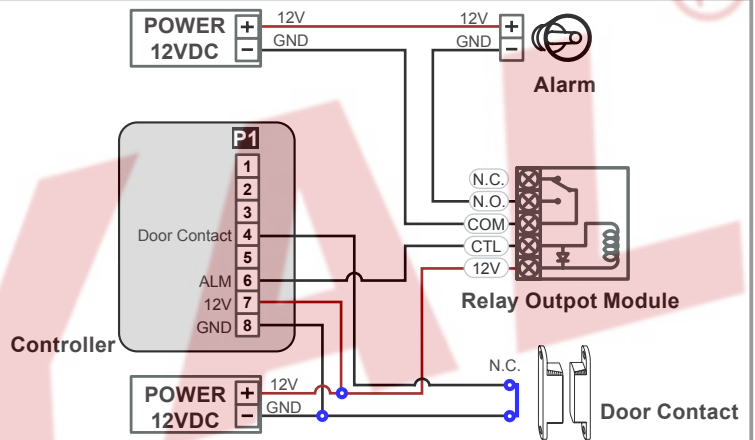 POWER
12VDC
+
−
12V
GND
12V
GND
+
−
Alarm
P1
1
2
3
4
5
6
7
8
Door Contact
ALM
12V
GND
Controller
N.C.
N.O.
COM
CTL
12V
Relay Outpot Module
POWER
12VDC
+
−
12V
GND
N.C.
Door Contact